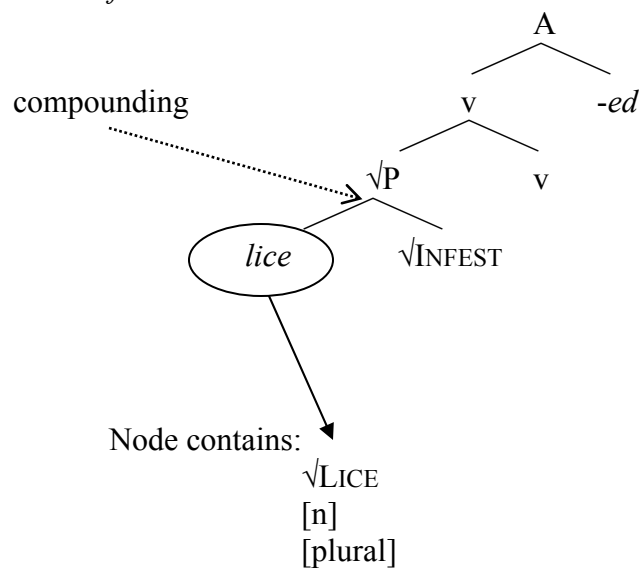 A
compounding v -ed
√P v
lice √INFEST
Node contains:
√LICE
[n]
[plural]